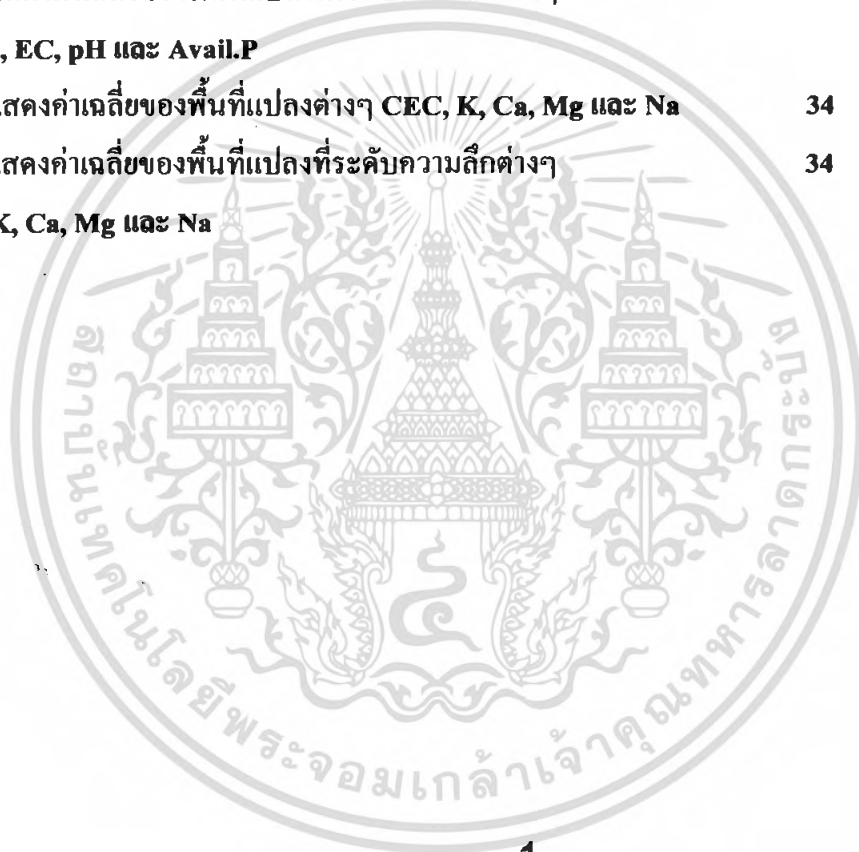 , EC, pH และ Avail.P
แสดงค่าเฉลี่ยของพื้นที่แปลงต่างๆ CEC, K, Ca, Mg และ Na 34
แสดงค่าเฉลี่ยของพื้นที่แปลงที่ระดับความลึกต่างๆ 34
K, Ca, Mg และ Na
สถาบันเทคโนโลยีพระจอมเกล้าเจ้าคุณทหารลาดกระบัง